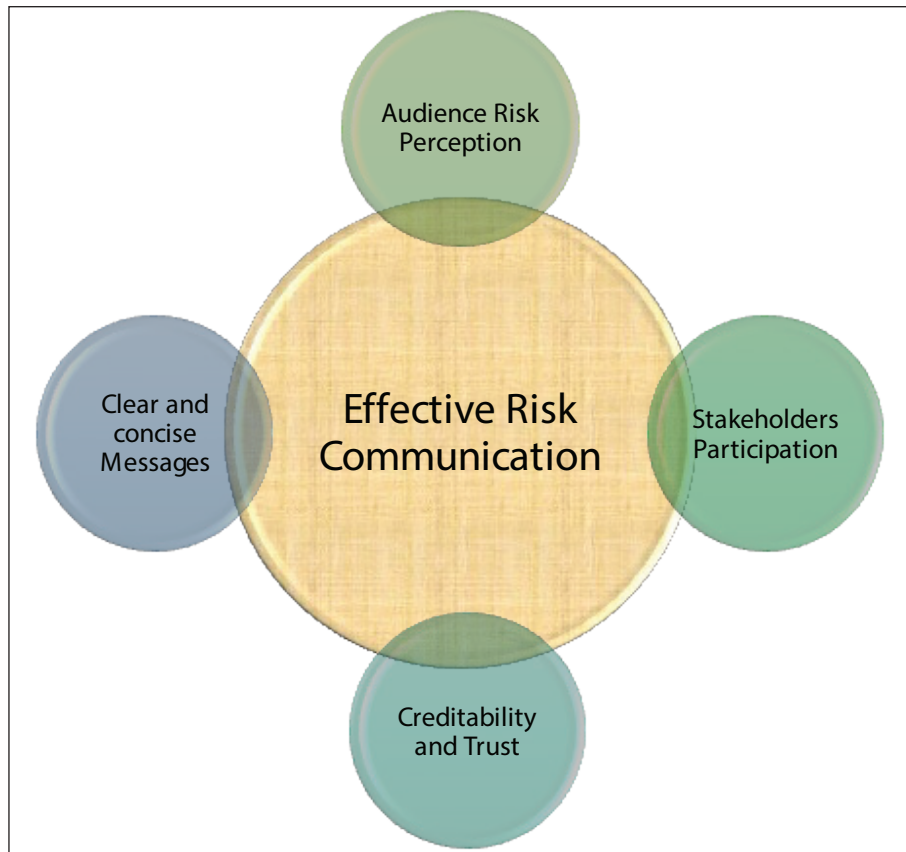 Audience Risk
Perception
Clear and
concise
Messages
Effective Risk
Communication
Stakeholders
Participation
Creditability
and Trust